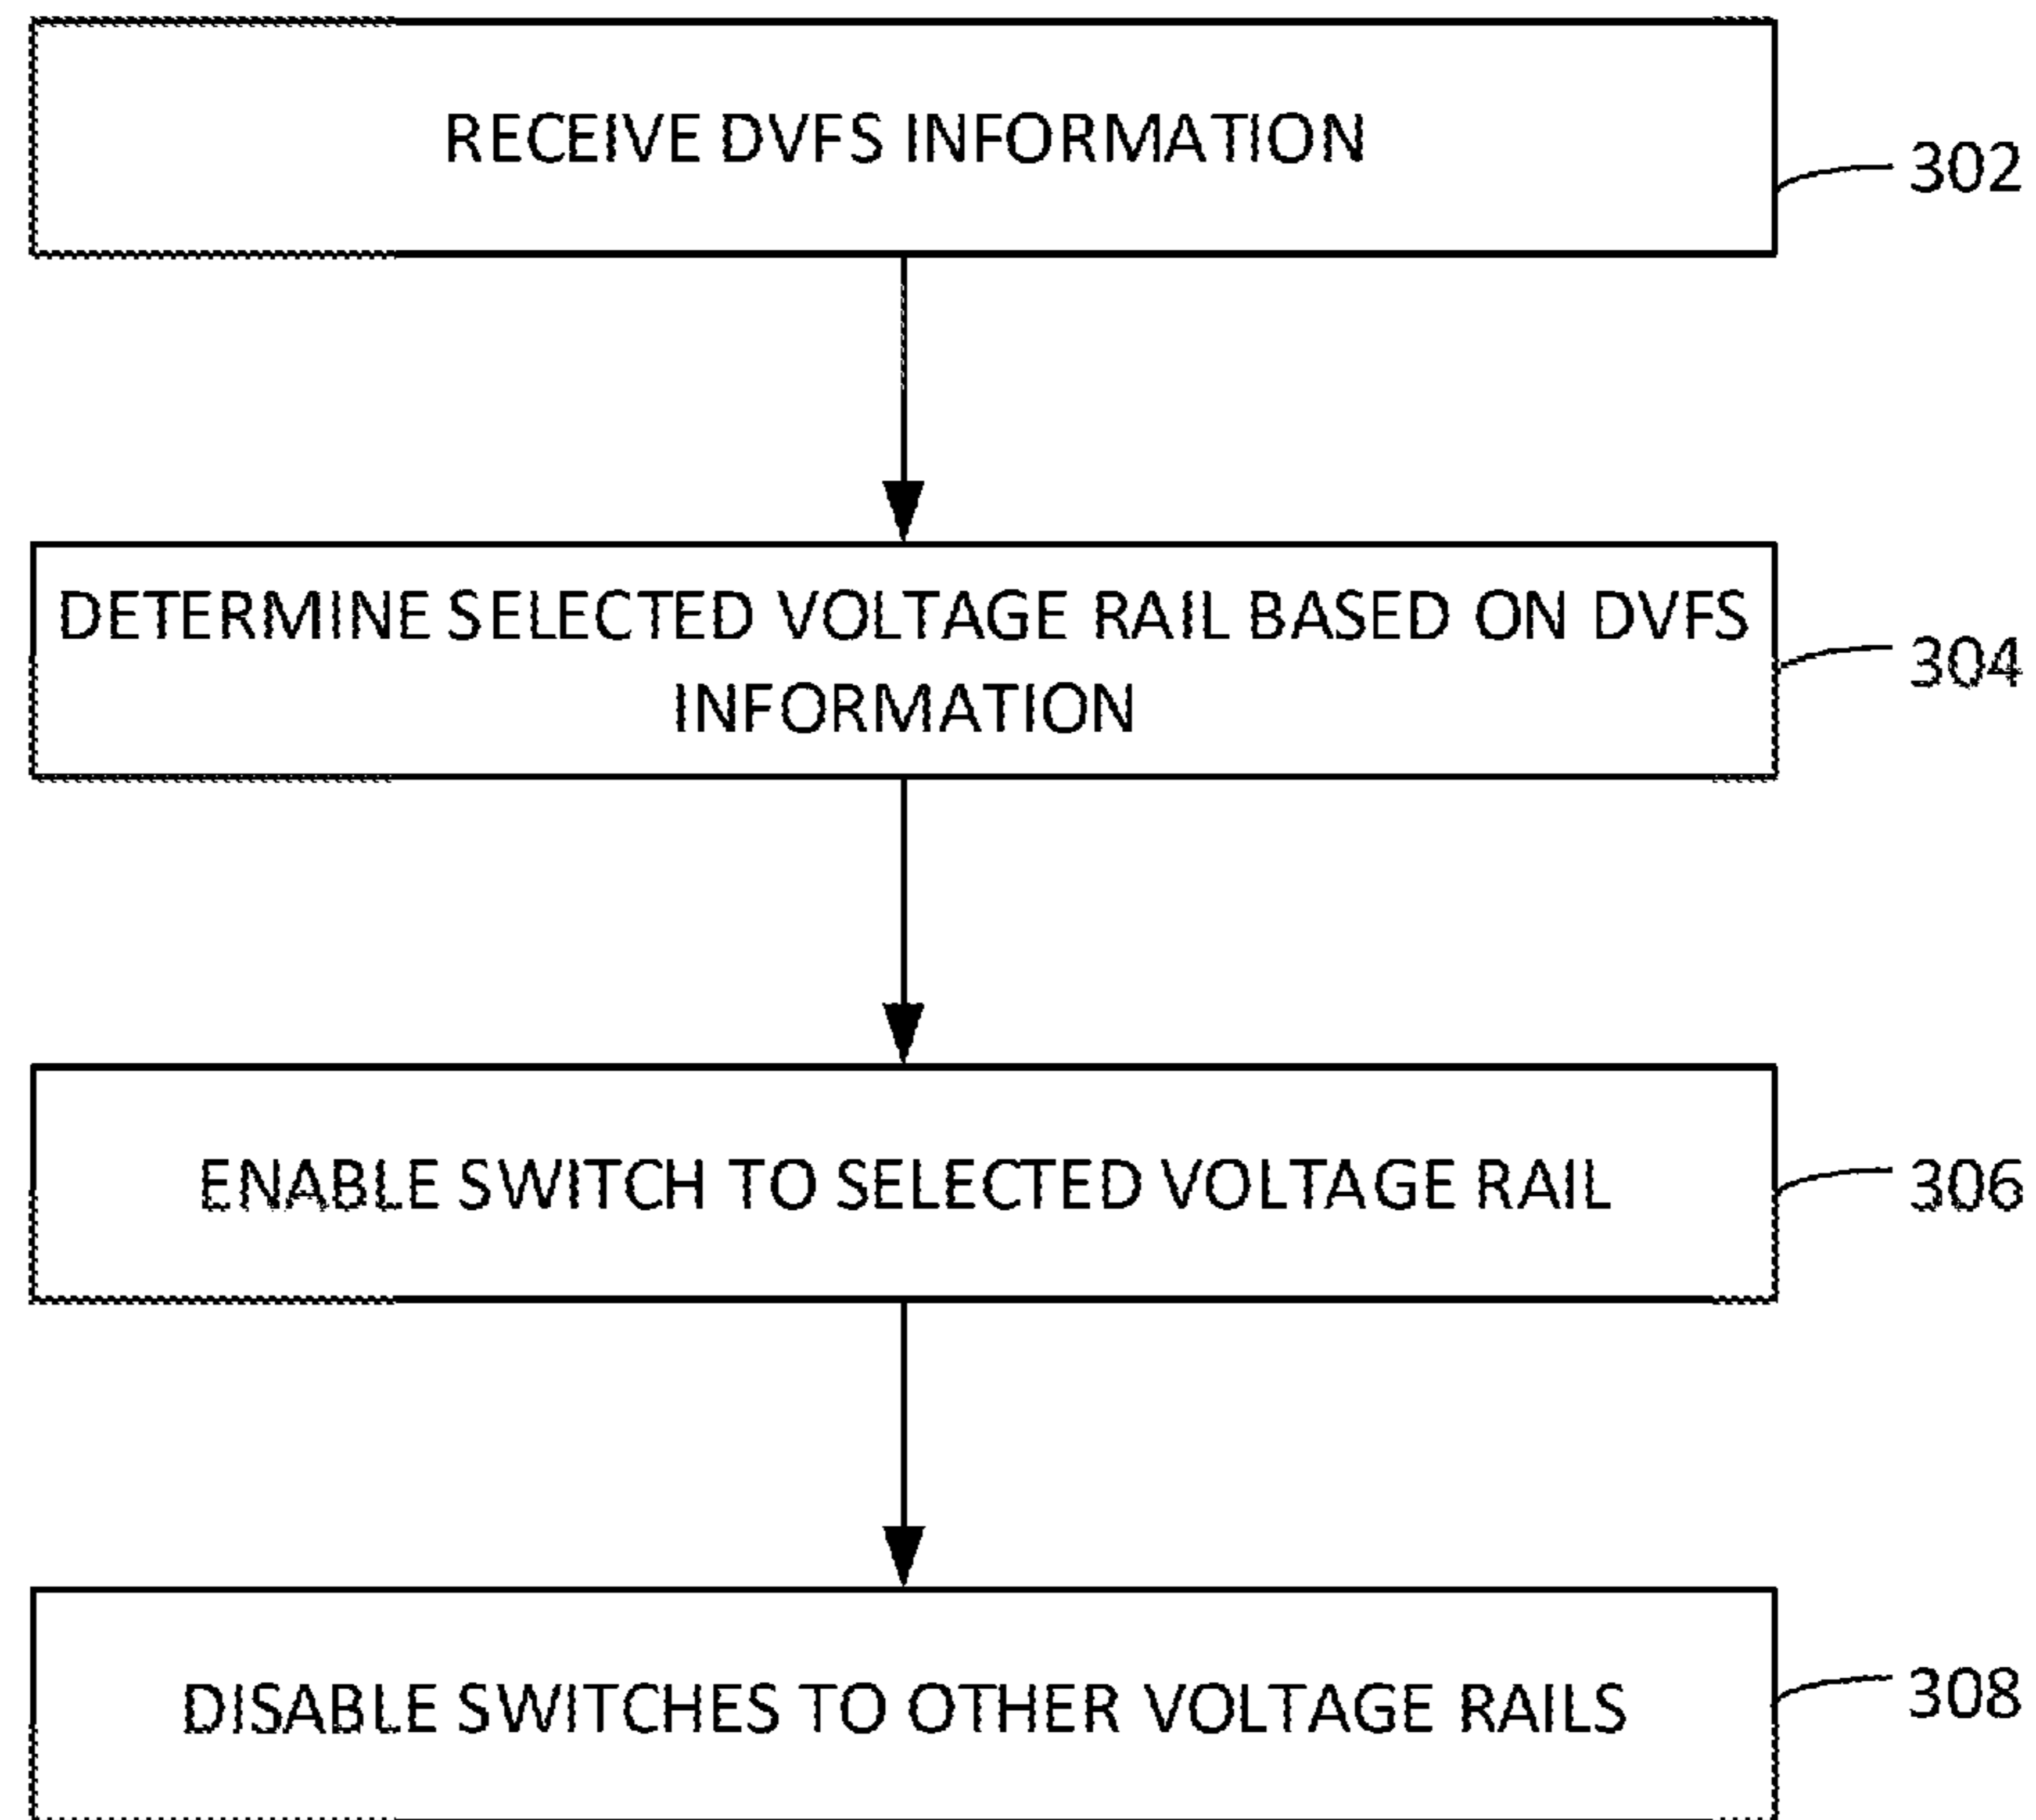 RECEIVE DVFS INFORMATION
302
DETERMINE SELECTED VOLTAGE RAIL BASED ON DVFS
INFORMATION
304
ENABLE SWITCH TO SELECTED VOLTAGE RAIL
306
DISABLE SWITCHES TO OTHER VOLTAGE RAILS
308